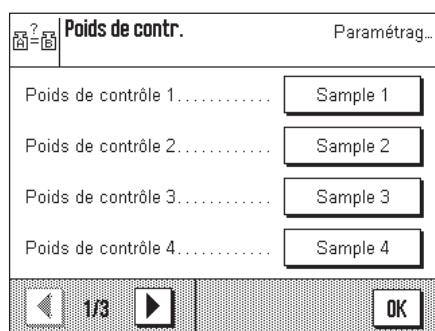 A ?= B Poids de contr. Paramétrag…
Poids de contrôle 1............ Sample 1
Poids de contrôle 2............ Sample 2
Poids de contrôle 3............ Sample 3
Poids de contrôle 4............ Sample 4
1/3 OK